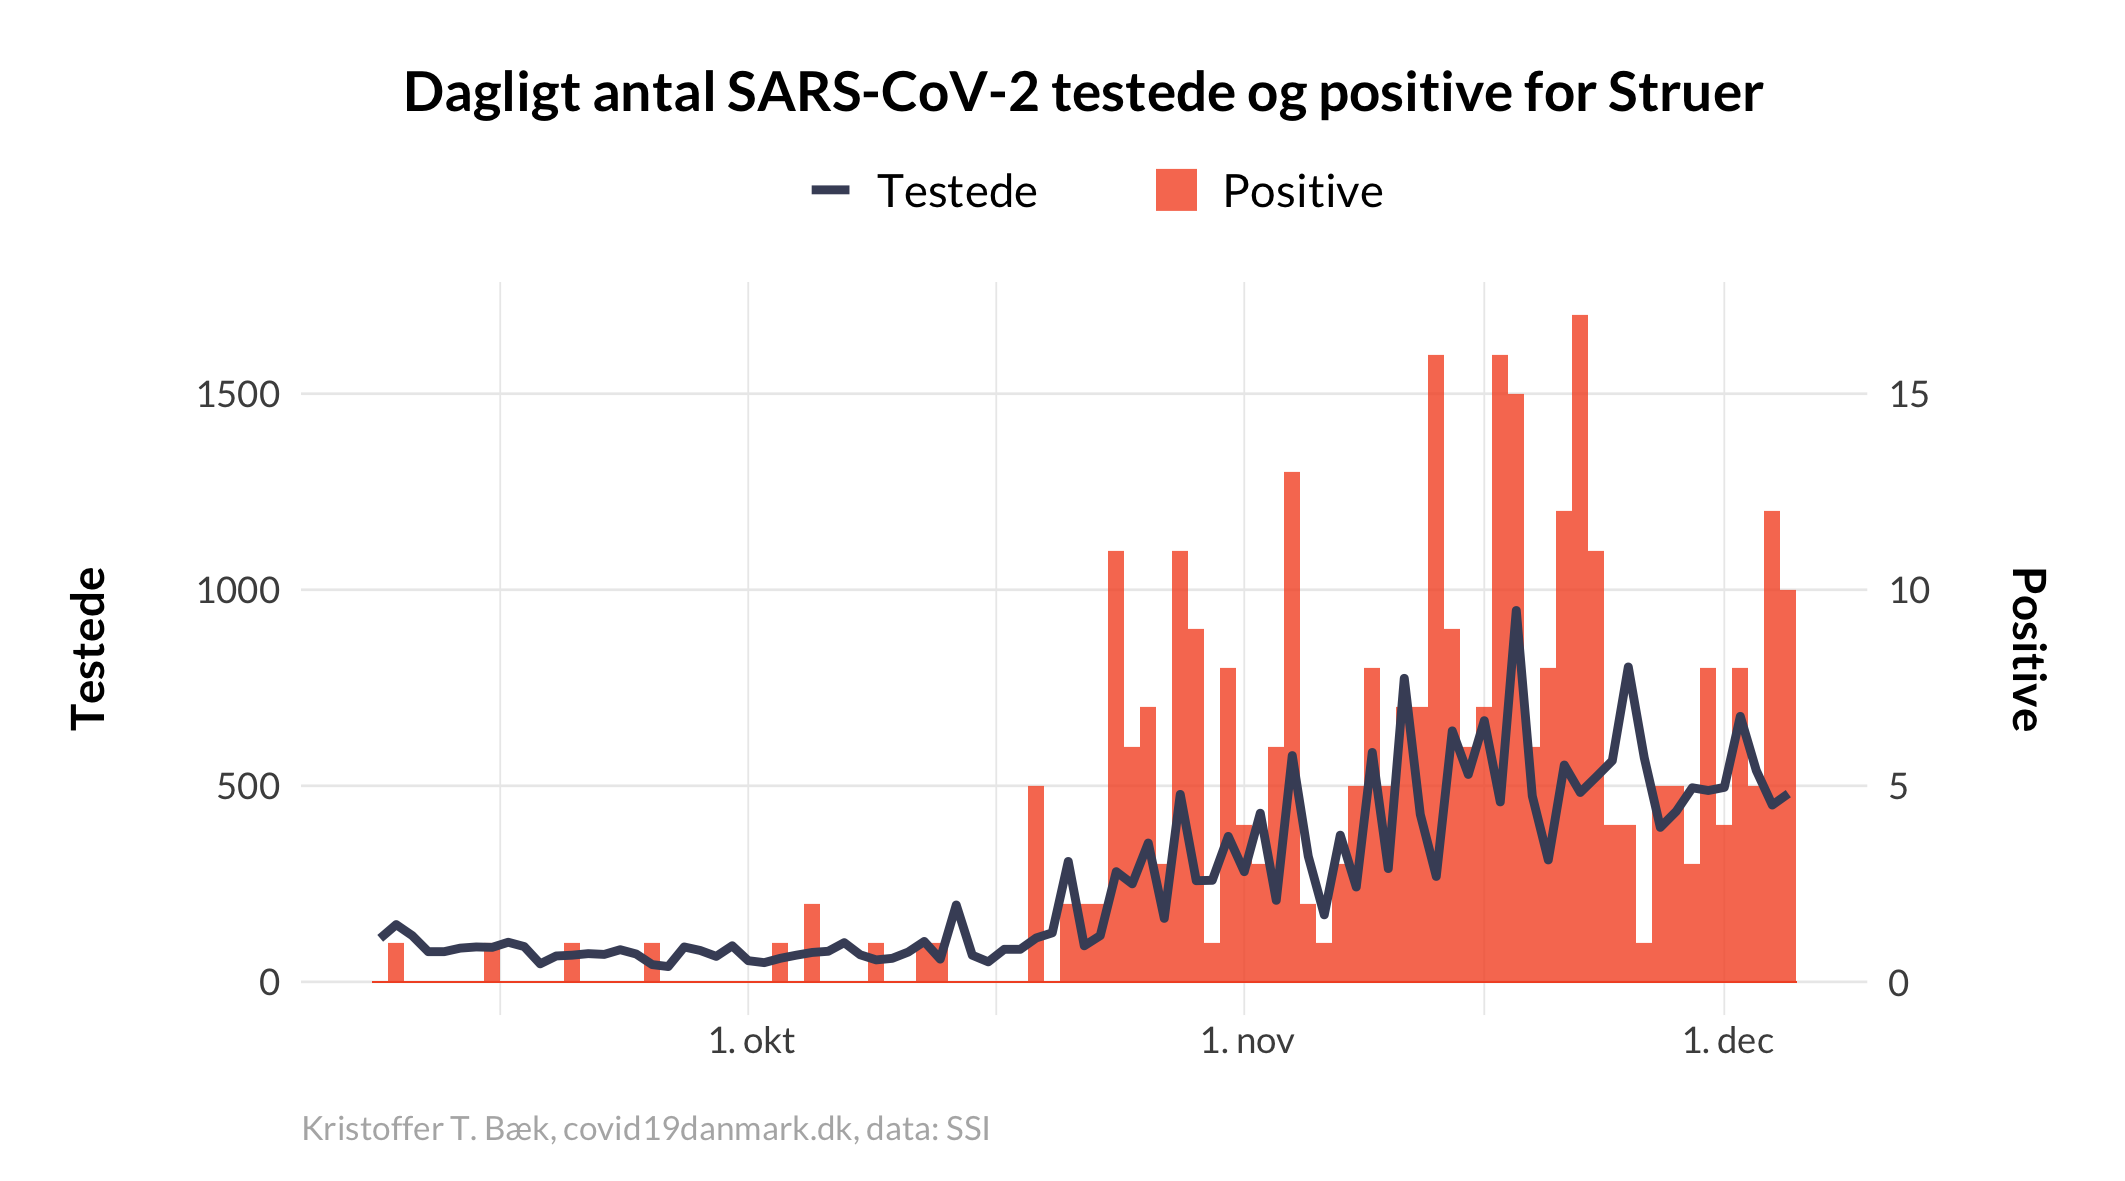 Dagligt antal SARS-CoV-2 testede og positive for Struer
Testede
Positive
1500
1000
500
0
Testede
15
10
5
0
Positive
1. okt
1. nov
1. dec
Kristoffer T. Bæk, covid19danmark.dk, data: SSI